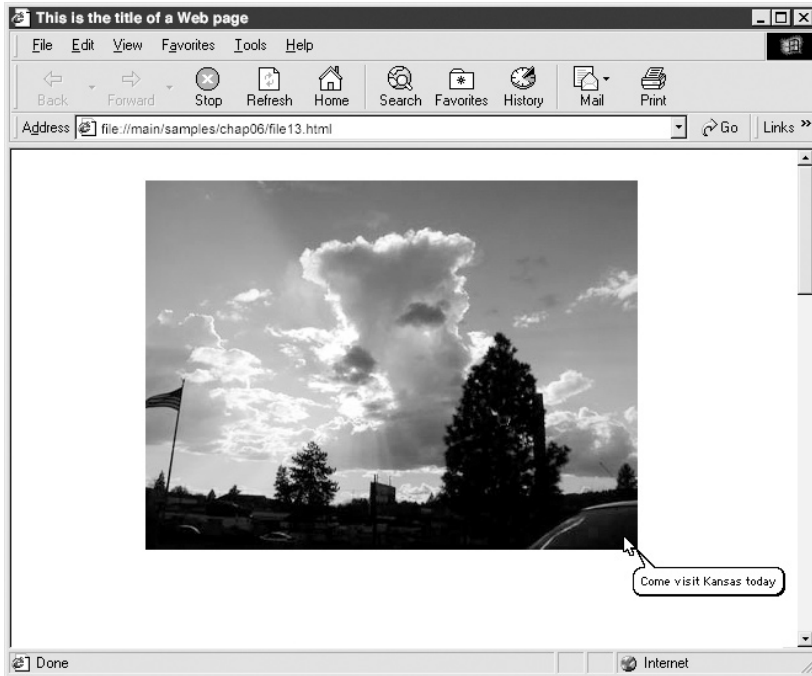 This is the title of a Web page
File Edit View Favorites Tools Help
Back Forward Stop Refresh Home Search Favorites History Mail Print
Address file://main/samples/chap06/file13.html Go Links »
Come visit Kansas today
Done Internet